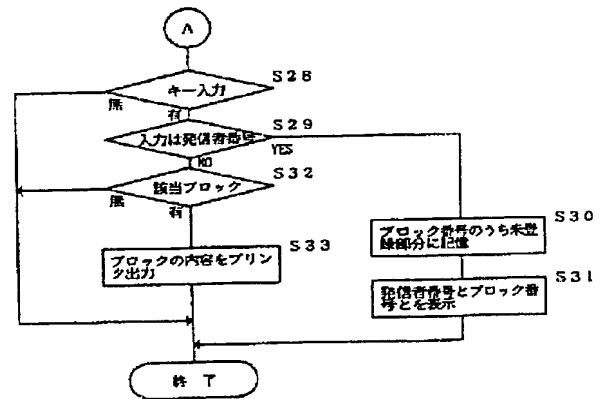 A
S28
キー入力
無
有
S29
入力は発信者番号
YES
NO
S32
該当ブロック
無
有
S30
ブロック番号のうち未登
録部分に記憶
S33
ブロックの内容をプリン
タ出力
S31
発信者番号とブロック番
号とを表示
終 了